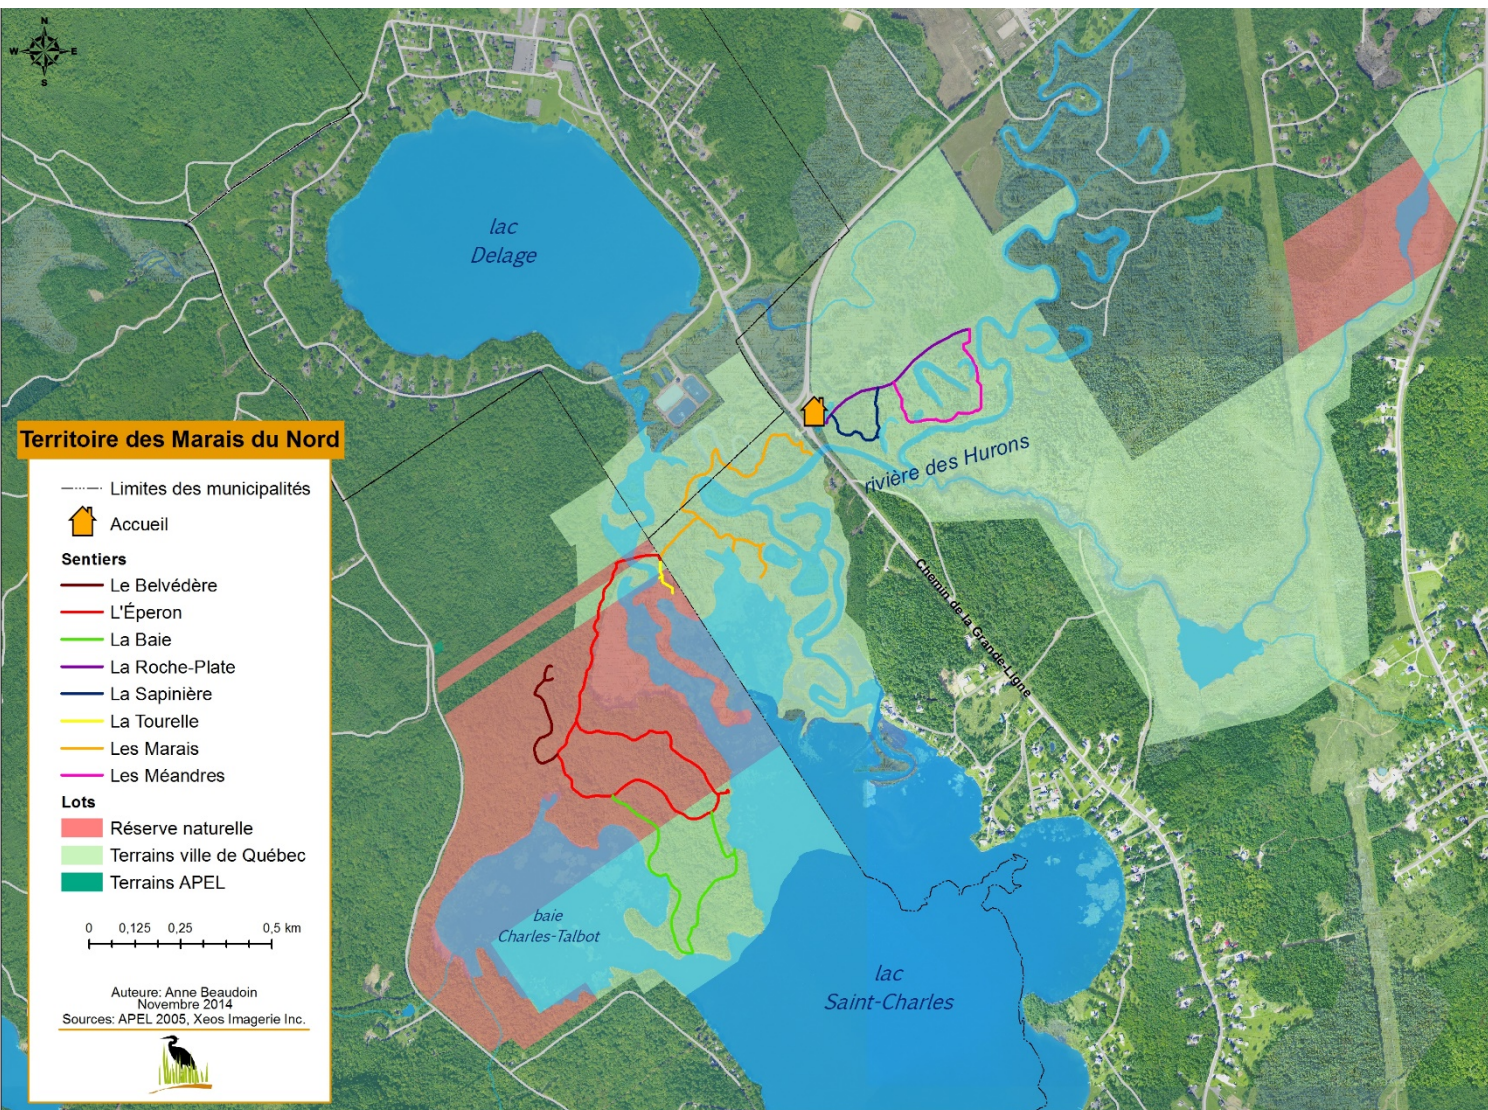 N
W E
S
lac
Delage
rivière des Hurons
Chemin de la Grande-Ligne
baie
Charles-Talbot
lac
Saint-Charles
Territoire des Marais du Nord
Limites des municipalités
Accueil
Sentiers
Le Belvédère
L'Éperon
La Baie
La Roche-Plate
La Sapinière
La Tourelle
Les Marais
Les Méandres
Lots
Réserve naturelle
Terrains ville de Québec
Terrains APEL
0 0,125 0,25 0,5 km
Auteure: Anne Beaudoin
Novembre 2014
Sources: APEL 2005, Xeos Imagerie Inc.